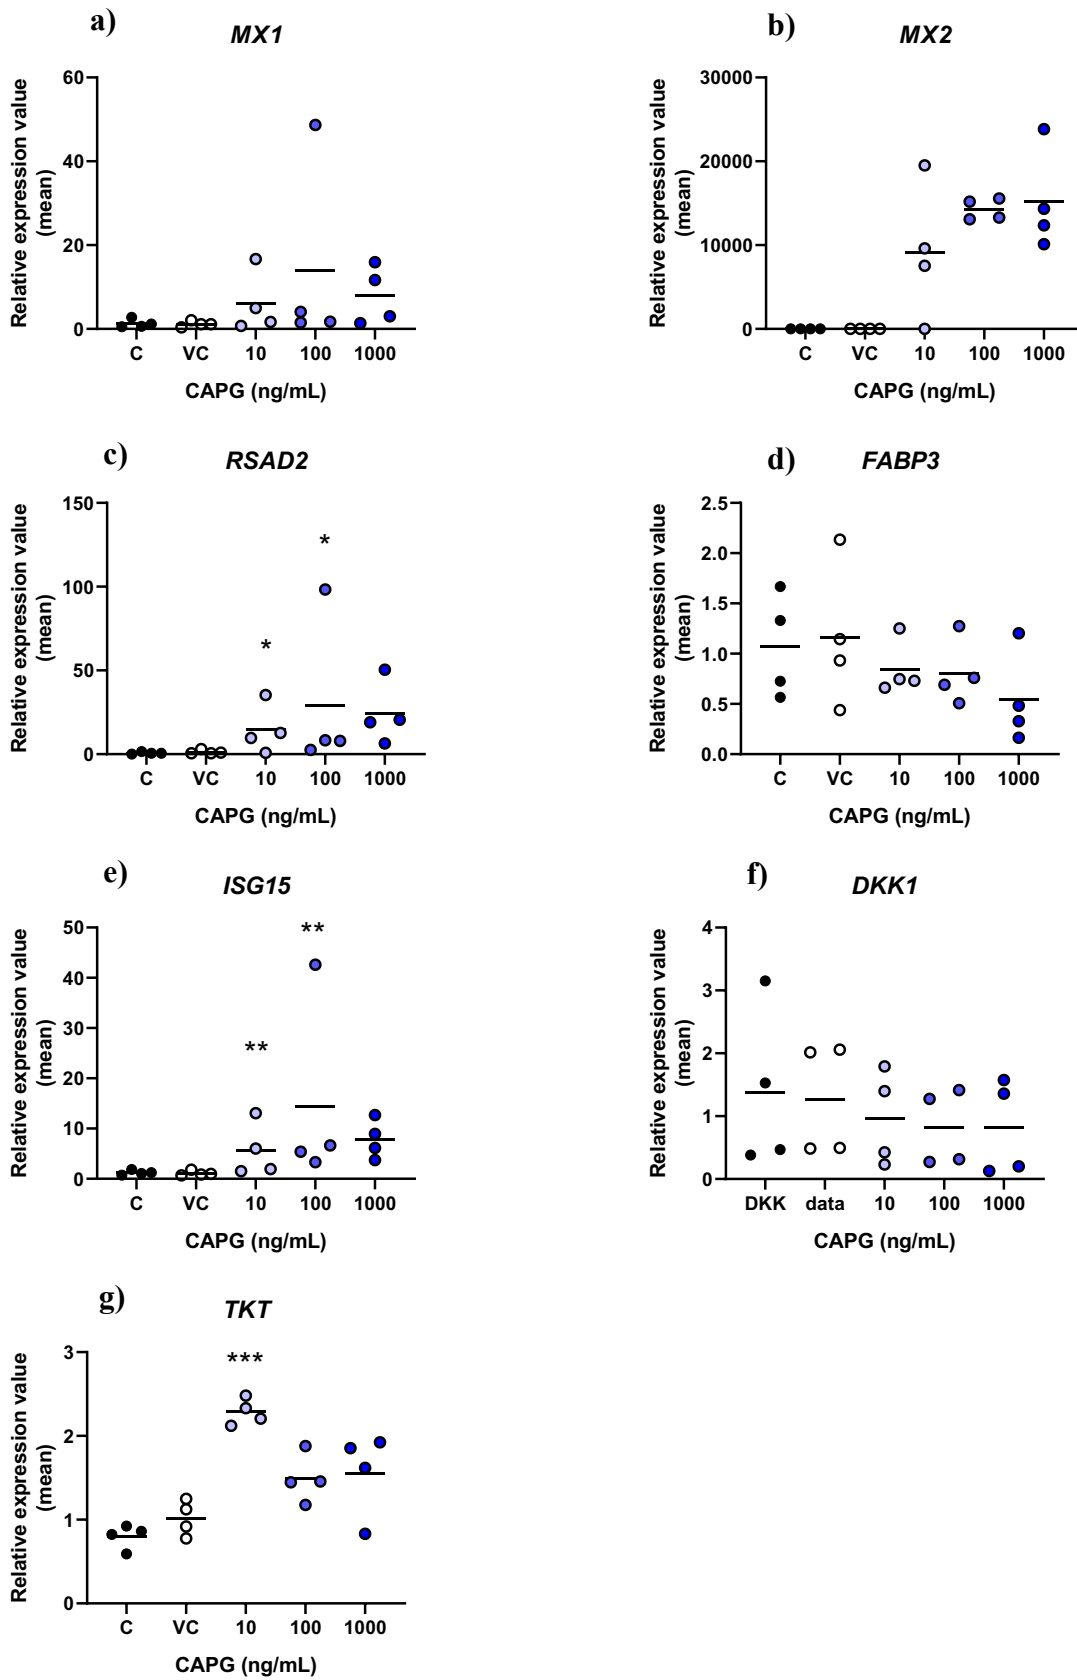 a)
MX1
Relative expression value
(mean)
60
40
20
0
C VC 10 100 1000
CAPG (ng/mL)
b)
MX2
Relative expression value
(mean)
30000
20000
10000
0
C VC 10 100 1000
CAPG (ng/mL)
c)
RSAD2
Relative expression value
(mean)
150
100
50
0
*
*
C VC 10 100 1000
CAPG (ng/mL)
d)
FABP3
Relative expression value
(mean)
2.5
2.0
1.5
1.0
0.5
0.0
C VC 10 100 1000
CAPG (ng/mL)
e)
ISG15
Relative expression value
(mean)
50
40
30
20
10
0
**
**
C VC 10 100 1000
CAPG (ng/mL)
f)
DKK1
Relative expression value
(mean)
4
3
2
1
0
DKK data 10 100 1000
CAPG (ng/mL)
g)
TKT
Relative expression value
(mean)
3
2
1
0
***
C VC 10 100 1000
CAPG (ng/mL)